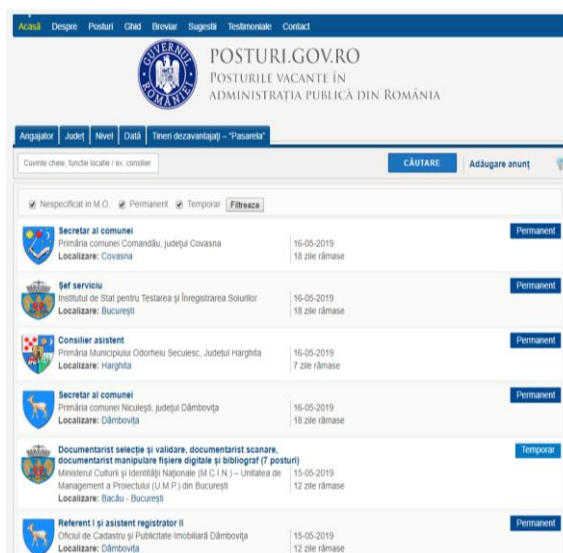 Acasă Despre Posturi Ghid Breviar Sugestii Testimoniale Contact
GUVERNUL ROMÂNIEI
POSTURI.GOV.RO
POSTURILE VACANTE ÎN
ADMINISTRAȚIA PUBLICĂ DIN ROMÂNIA
Angajator Județ Nivel Dată Tineri dezavantajați – "Pasarela"
Cuvinte cheie, functie locatie / ex. consilier CĂUTARE Adăugare anunț
Nespecificat in M.O. Permanent Temporar Filtreaza
Secretar al comunei Permanent
Primăria comunei Comandău, județul Covasna 16-05-2019
Localizare: Covasna 18 zile rămase
Șef serviciu Permanent
Institutul de Stat pentru Testarea și Înregistrarea Soiurilor 16-05-2019
Localizare: București 18 zile rămase
Consilier asistent Permanent
Primăria Municipiului Odorheiu Secuiesc, Județul Harghita 16-05-2019
Localizare: Harghita 7 zile rămase
Secretar al comunei Permanent
Primăria comunei Niculești, județul Dâmbovița 16-05-2019
Localizare: Dâmbovița 18 zile rămase
Documentarist selecție și validare, documentarist scanare, Temporar
documentarist manipulare fișiere digitale și bibliograf (7 posturi)
Ministerul Culturii și Identității Naționale (M.C.I.N.) – Unitatea de 15-05-2019
Management a Proiectului (U.M.P.) din București 12 zile rămase
Localizare: Bacău - București
Referent I și asistent registrator II Permanent
Oficiul de Cadastru și Publicitate Imobiliară Dâmbovița 15-05-2019
Localizare: Dâmbovița 12 zile rămase